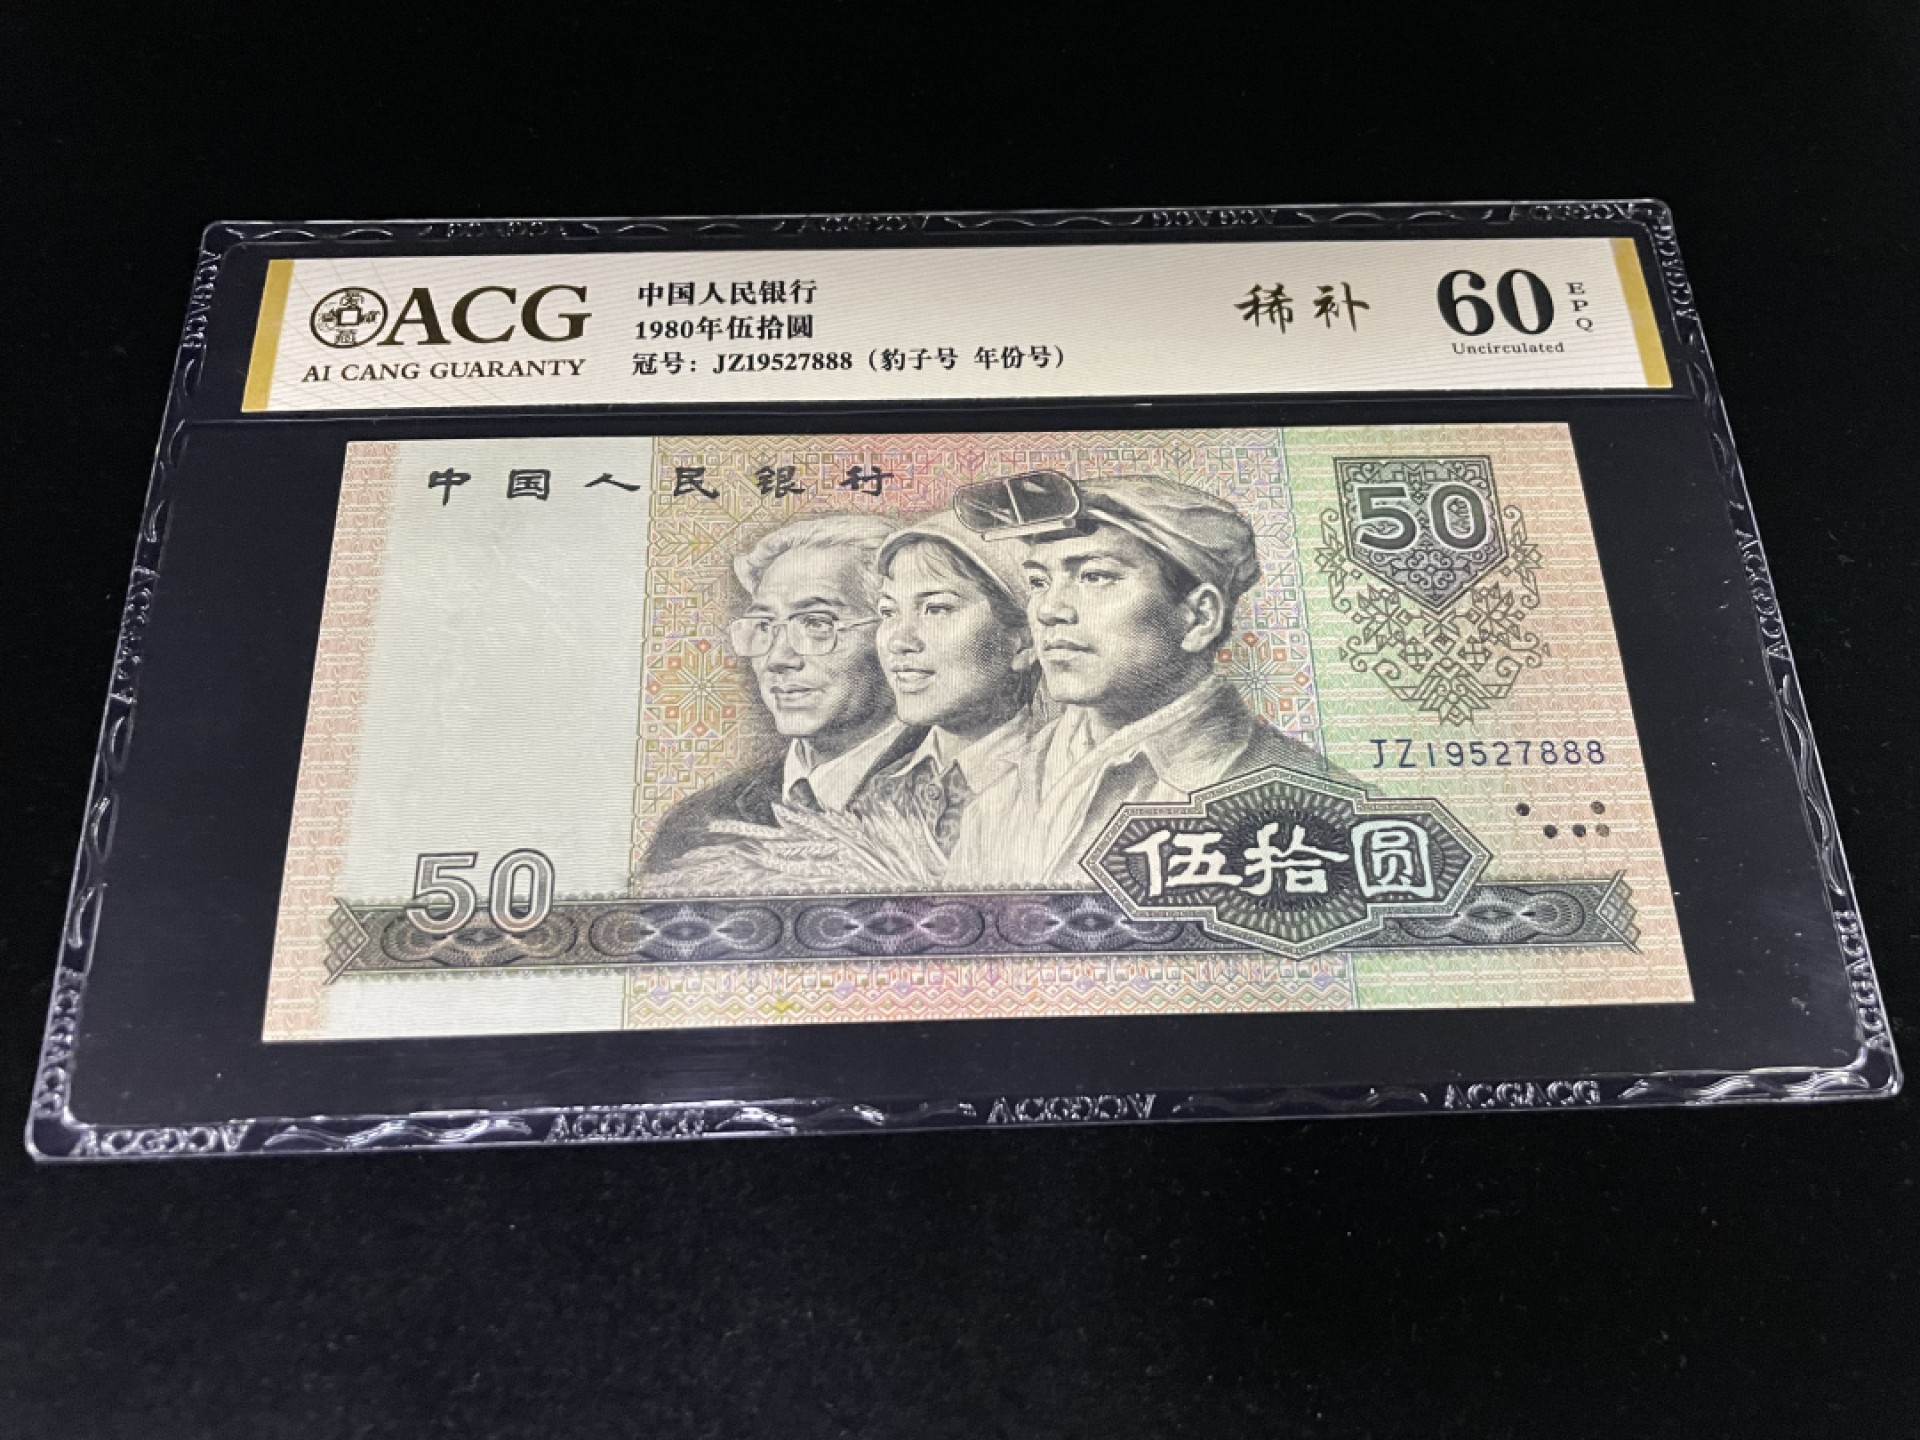 ACG
AI CANG GUARANTY
中国人民银行
1980年伍拾圆
冠号：JZ19527888（豹子号 年份号）
稀补
60
EPQ
Uncirculated
中国人民银行
50
JZ19527888
伍拾圆
50
ACGACG
ACGACG